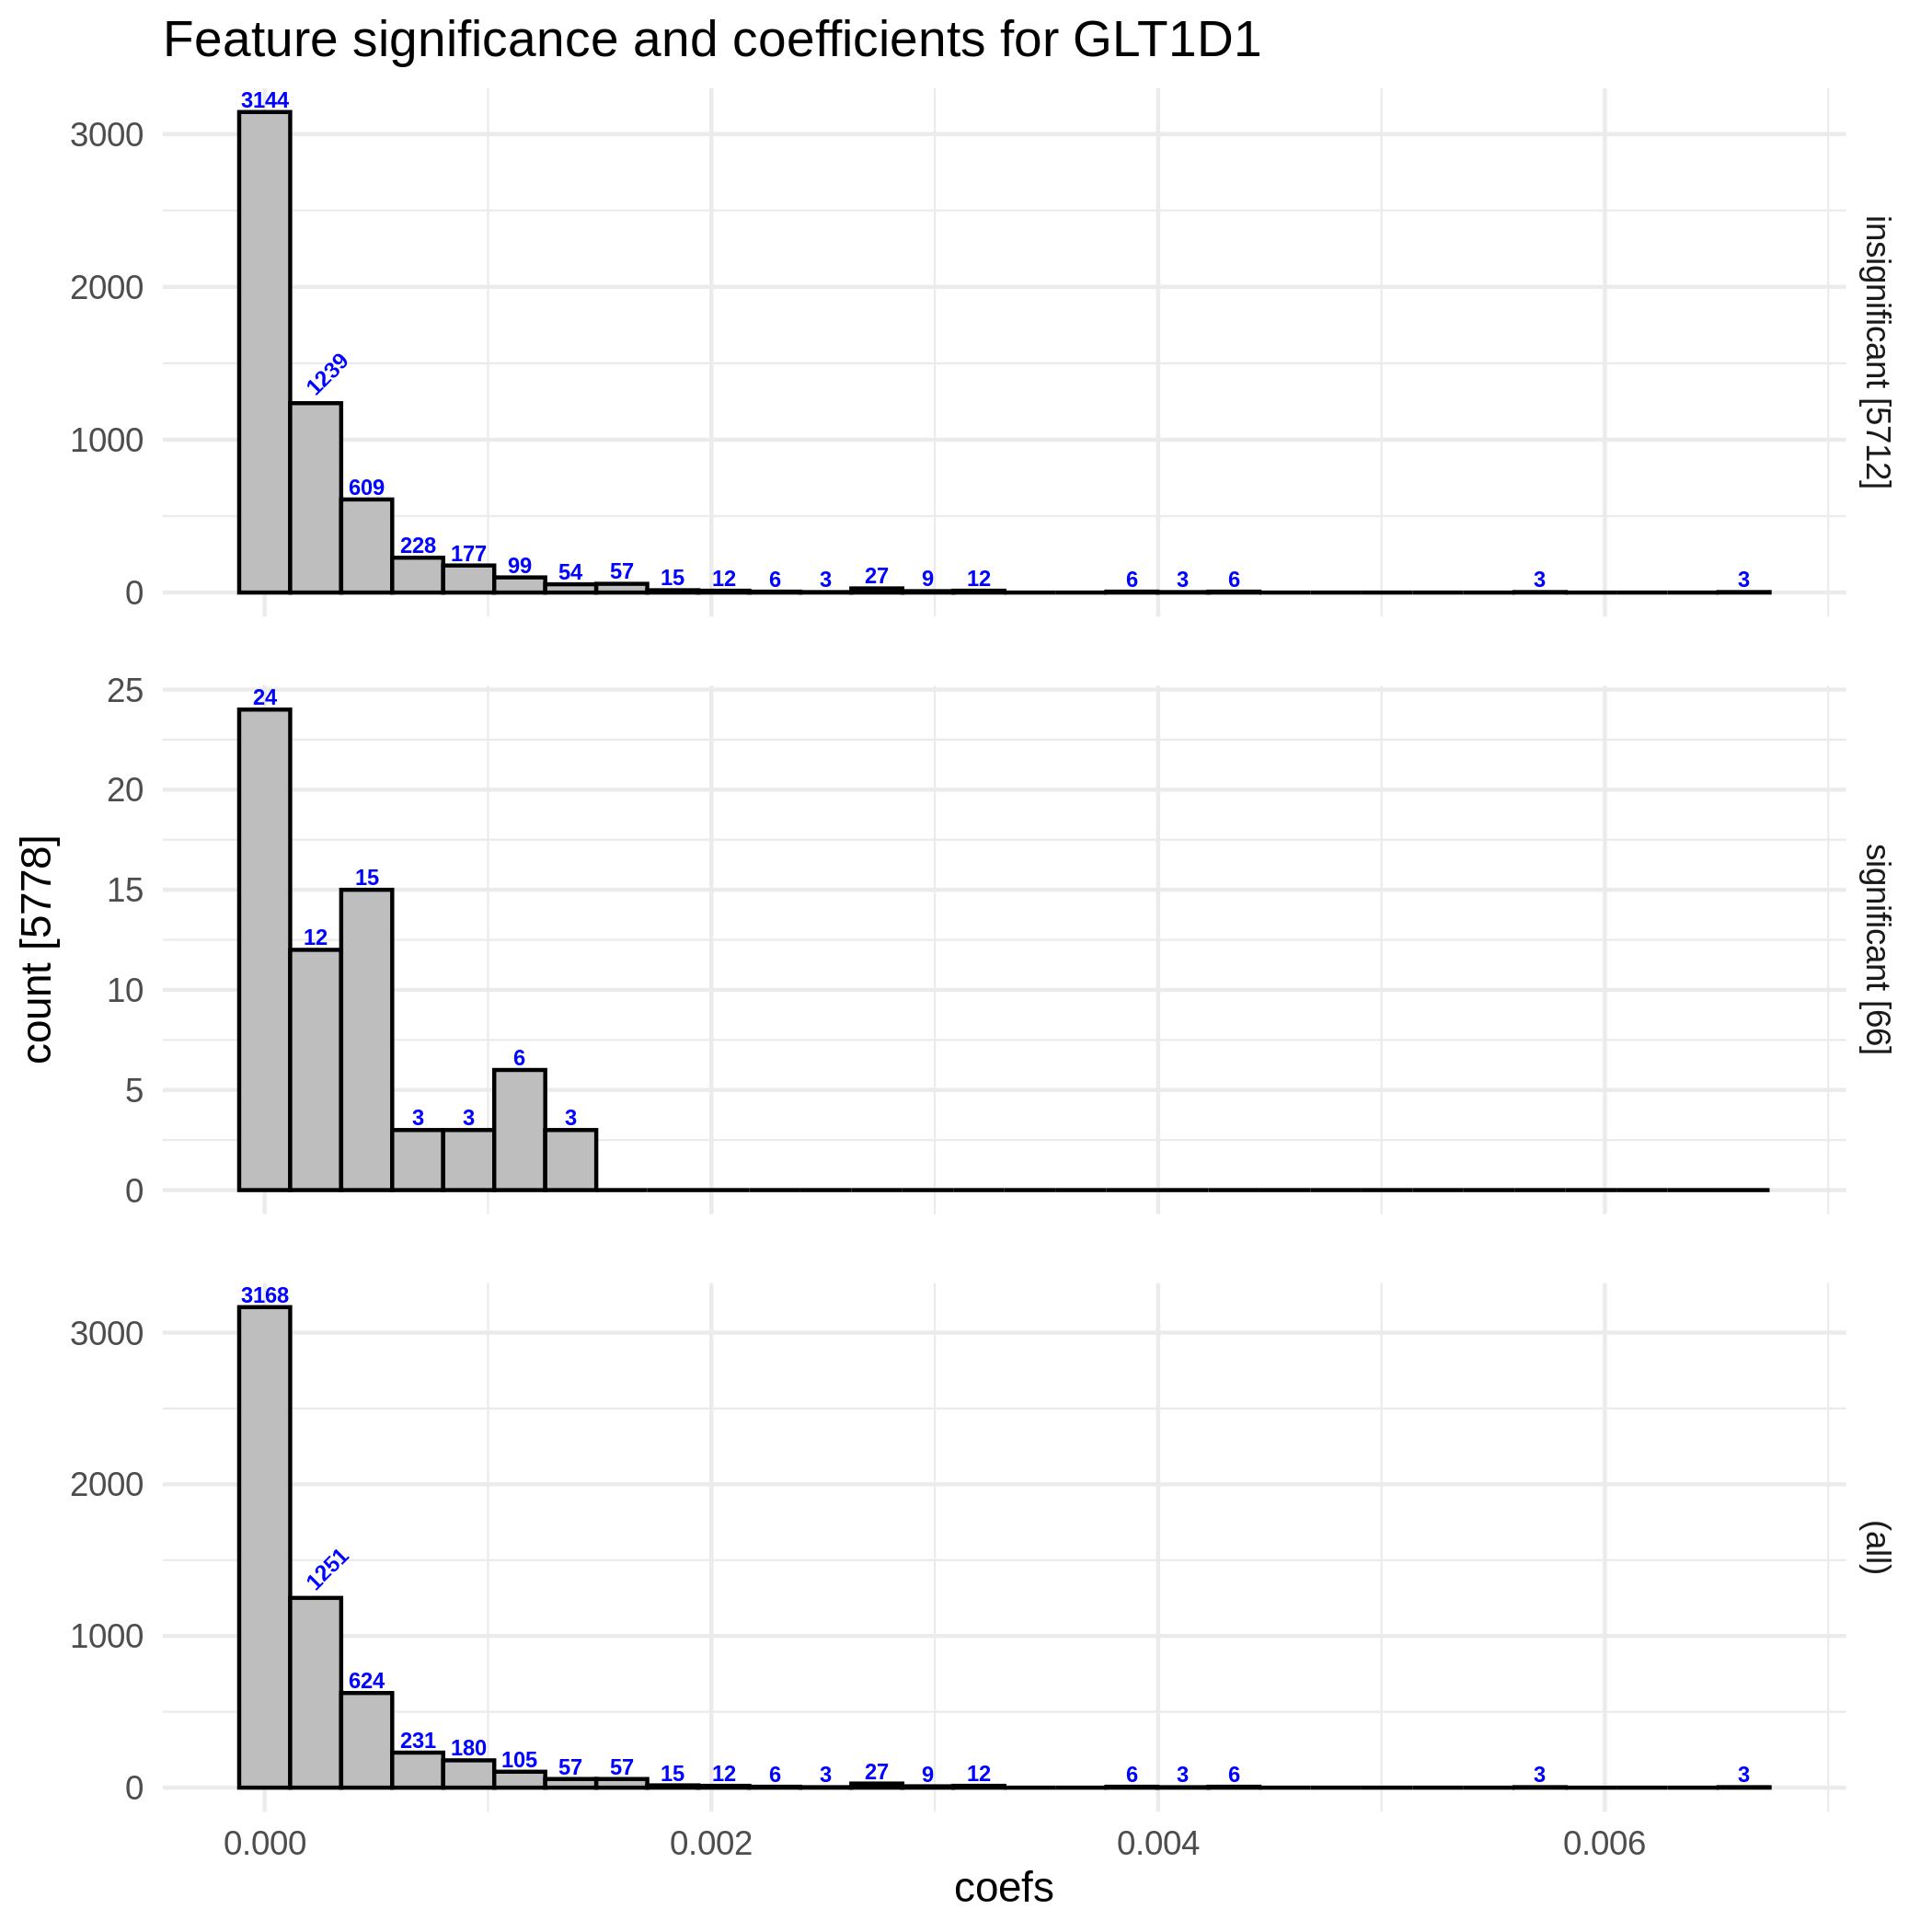 Feature significance and coefficients for GLT1D1
3144
3000
2000
1239
1000
609
228 177 99 54 57 15 12 6 3 27 9 12 6 3 6 3 3
0
insignificant [5712]
25
24
20
15
15
12
10
6
5
3 3 3
0
significant [66]
count [5778]
3168
3000
2000
1251
1000
624
231 180 105 57 57 15 12 6 3 27 9 12 6 3 6 3 3
0
(all)
0.000 0.002 0.004 0.006
coefs